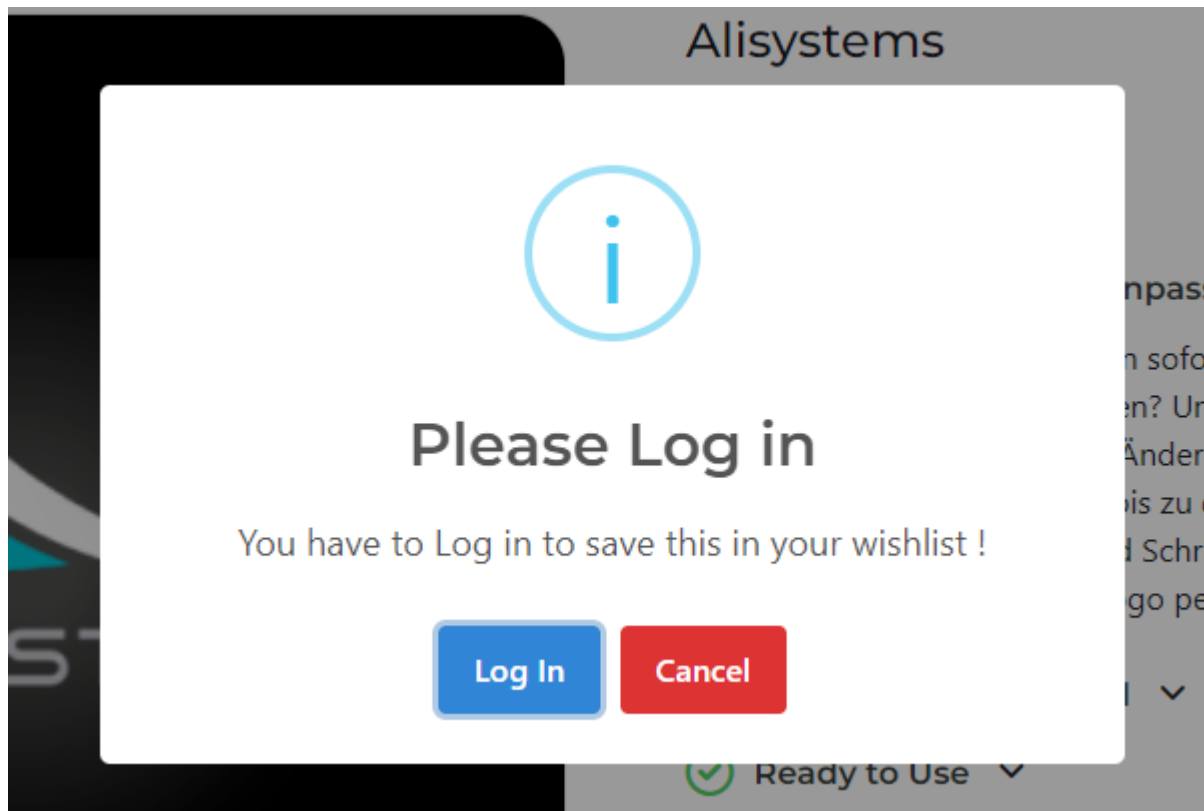 Alisystems
i
Please Log in
You have to Log in to save this in your wishlist !
Log In
Cancel
Änder
Ready to Use